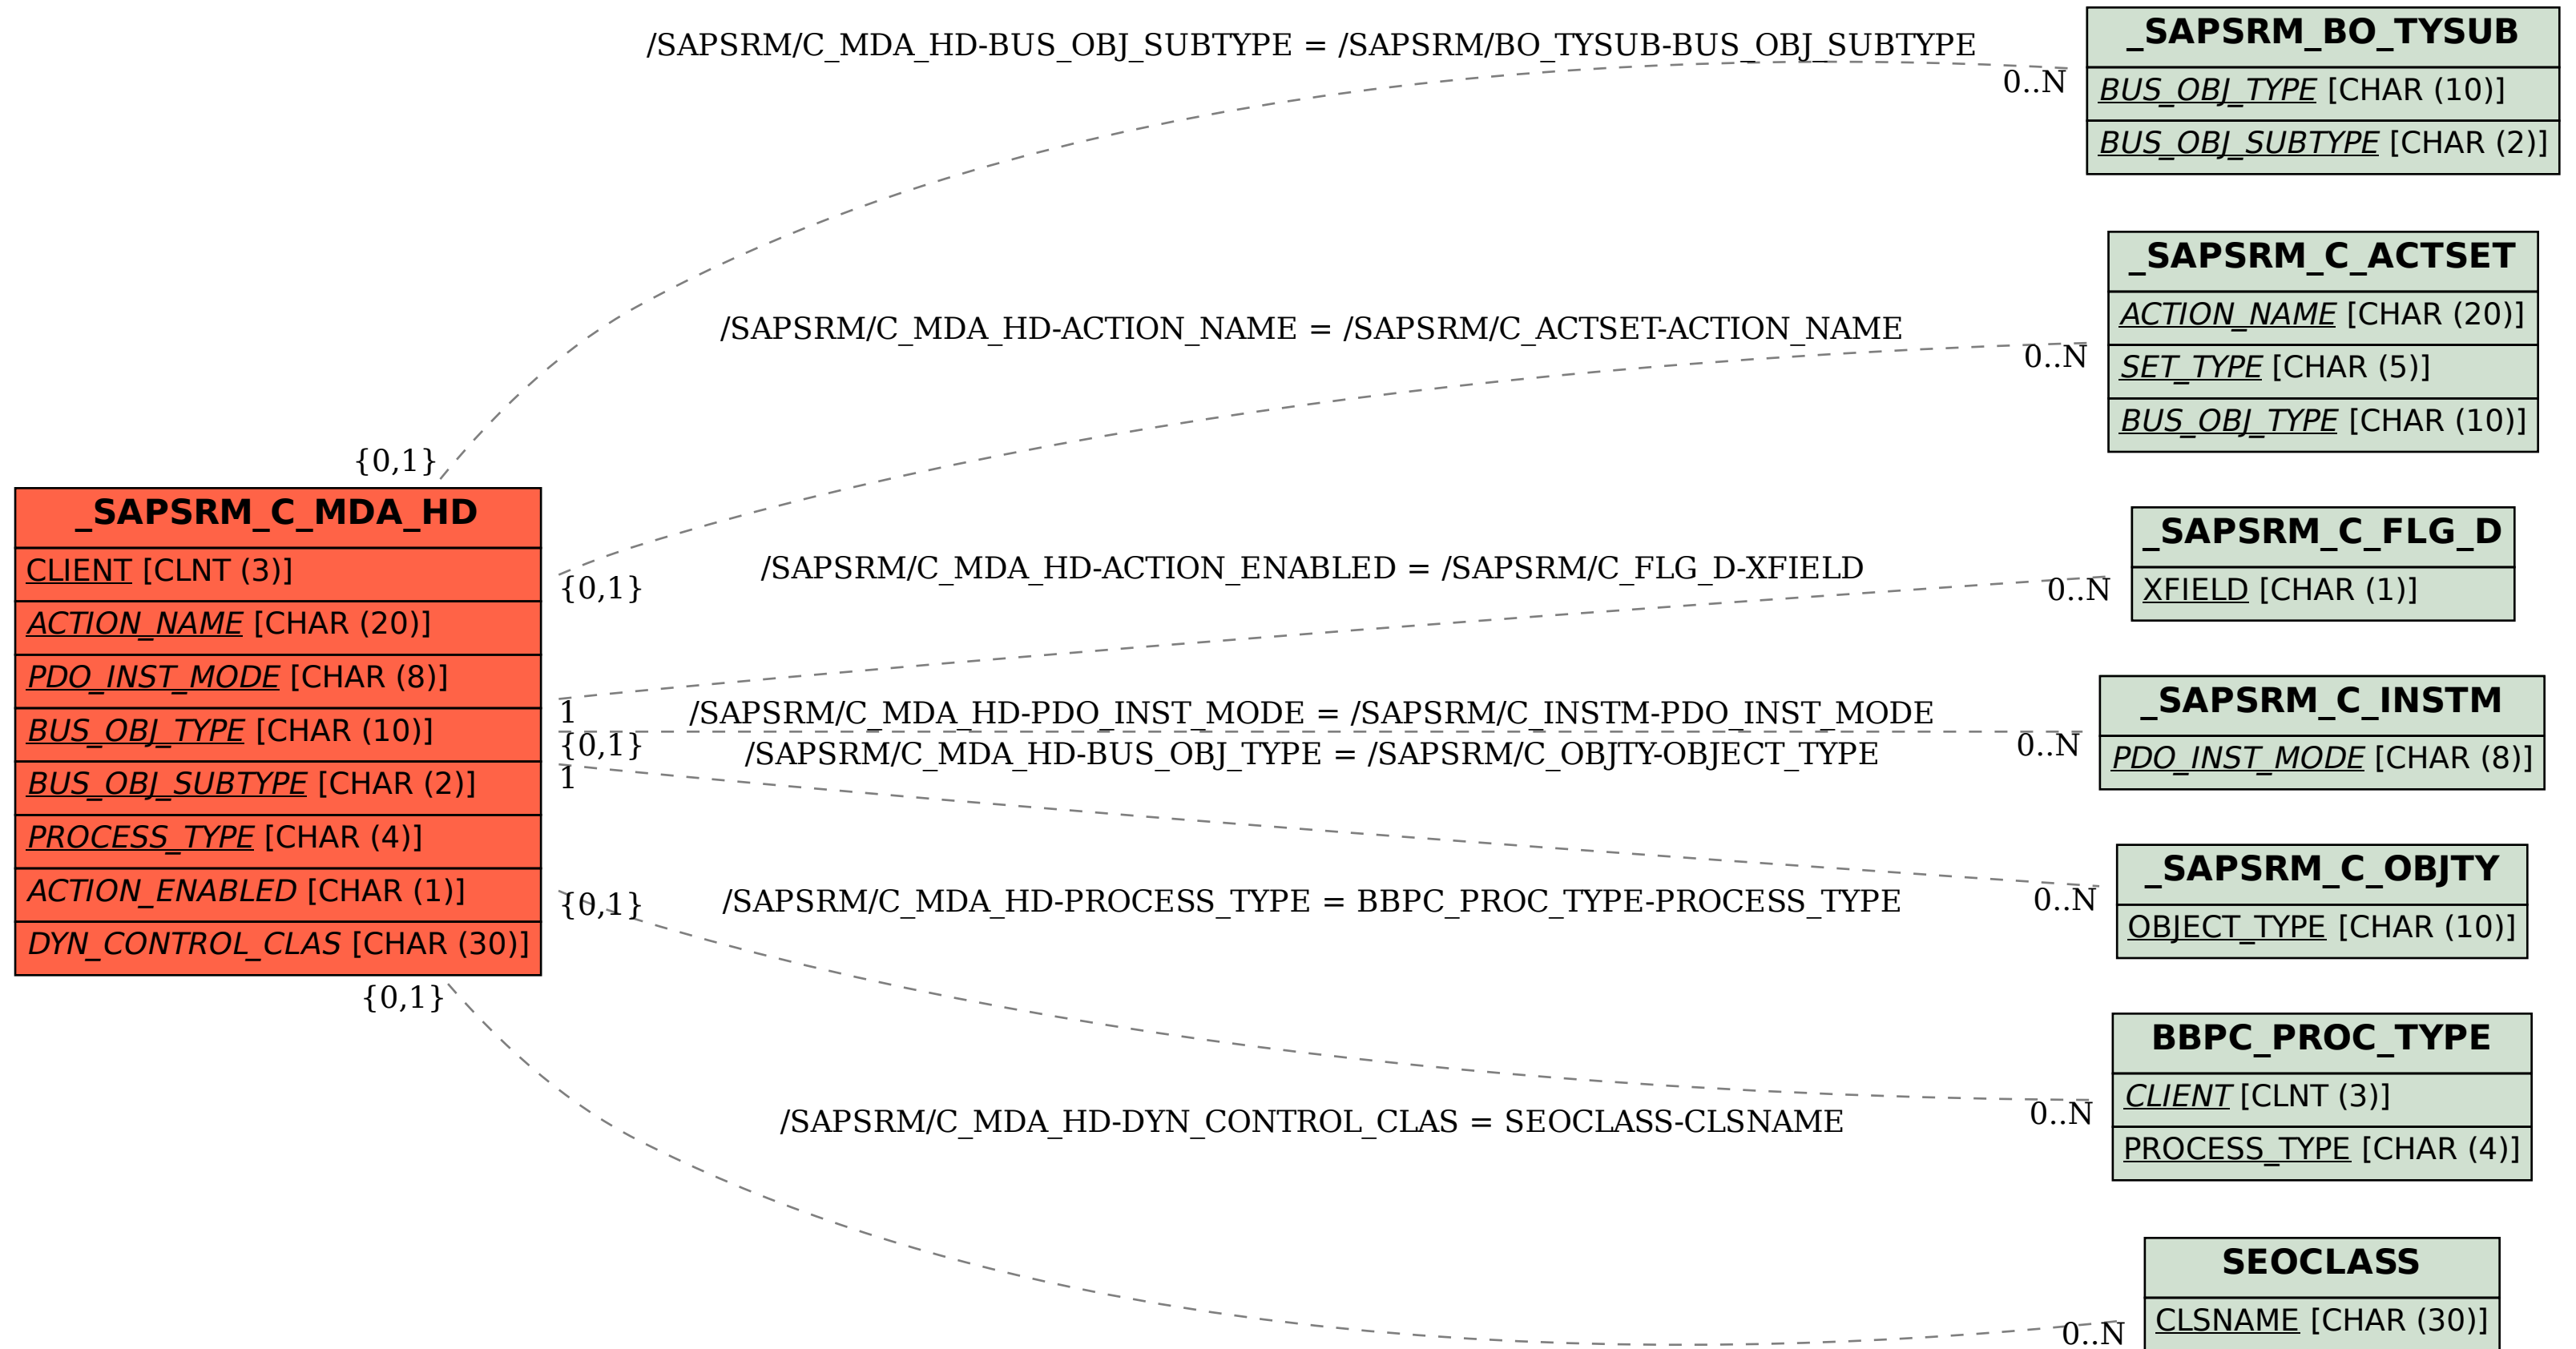 /SAPSRM/C_MDA_HD-BUS_OBJ_SUBTYPE = /SAPSRM/BO_TYSUB-BUS_OBJ_SUBTYPE
0..N
{0,1}
_SAPSRM_BO_TYSUB
BUS_OBJ_TYPE [CHAR (10)]
BUS_OBJ_SUBTYPE [CHAR (2)]
/SAPSRM/C_MDA_HD-ACTION_NAME = /SAPSRM/C_ACTSET-ACTION_NAME
0..N
{0,1}
_SAPSRM_C_ACTSET
ACTION_NAME [CHAR (20)]
SET_TYPE [CHAR (5)]
BUS_OBJ_TYPE [CHAR (10)]
_SAPSRM_C_MDA_HD
CLIENT [CLNT (3)]
ACTION_NAME [CHAR (20)]
PDO_INST_MODE [CHAR (8)]
BUS_OBJ_TYPE [CHAR (10)]
BUS_OBJ_SUBTYPE [CHAR (2)]
PROCESS_TYPE [CHAR (4)]
ACTION_ENABLED [CHAR (1)]
DYN_CONTROL_CLAS [CHAR (30)]
/SAPSRM/C_MDA_HD-ACTION_ENABLED = /SAPSRM/C_FLG_D-XFIELD
0..N
1
_SAPSRM_C_FLG_D
XFIELD [CHAR (1)]
/SAPSRM/C_MDA_HD-PDO_INST_MODE = /SAPSRM/C_INSTM-PDO_INST_MODE
0..N
{0,1}
_SAPSRM_C_INSTM
PDO_INST_MODE [CHAR (8)]
/SAPSRM/C_MDA_HD-BUS_OBJ_TYPE = /SAPSRM/C_OBJTY-OBJECT_TYPE
0..N
1
_SAPSRM_C_OBJTY
OBJECT_TYPE [CHAR (10)]
/SAPSRM/C_MDA_HD-PROCESS_TYPE = BBPC_PROC_TYPE-PROCESS_TYPE
0..N
{0,1}
BBPC_PROC_TYPE
CLIENT [CLNT (3)]
PROCESS_TYPE [CHAR (4)]
/SAPSRM/C_MDA_HD-DYN_CONTROL_CLAS = SEOCLASS-CLSNAME
0..N
{0,1}
SEOCLASS
CLSNAME [CHAR (30)]